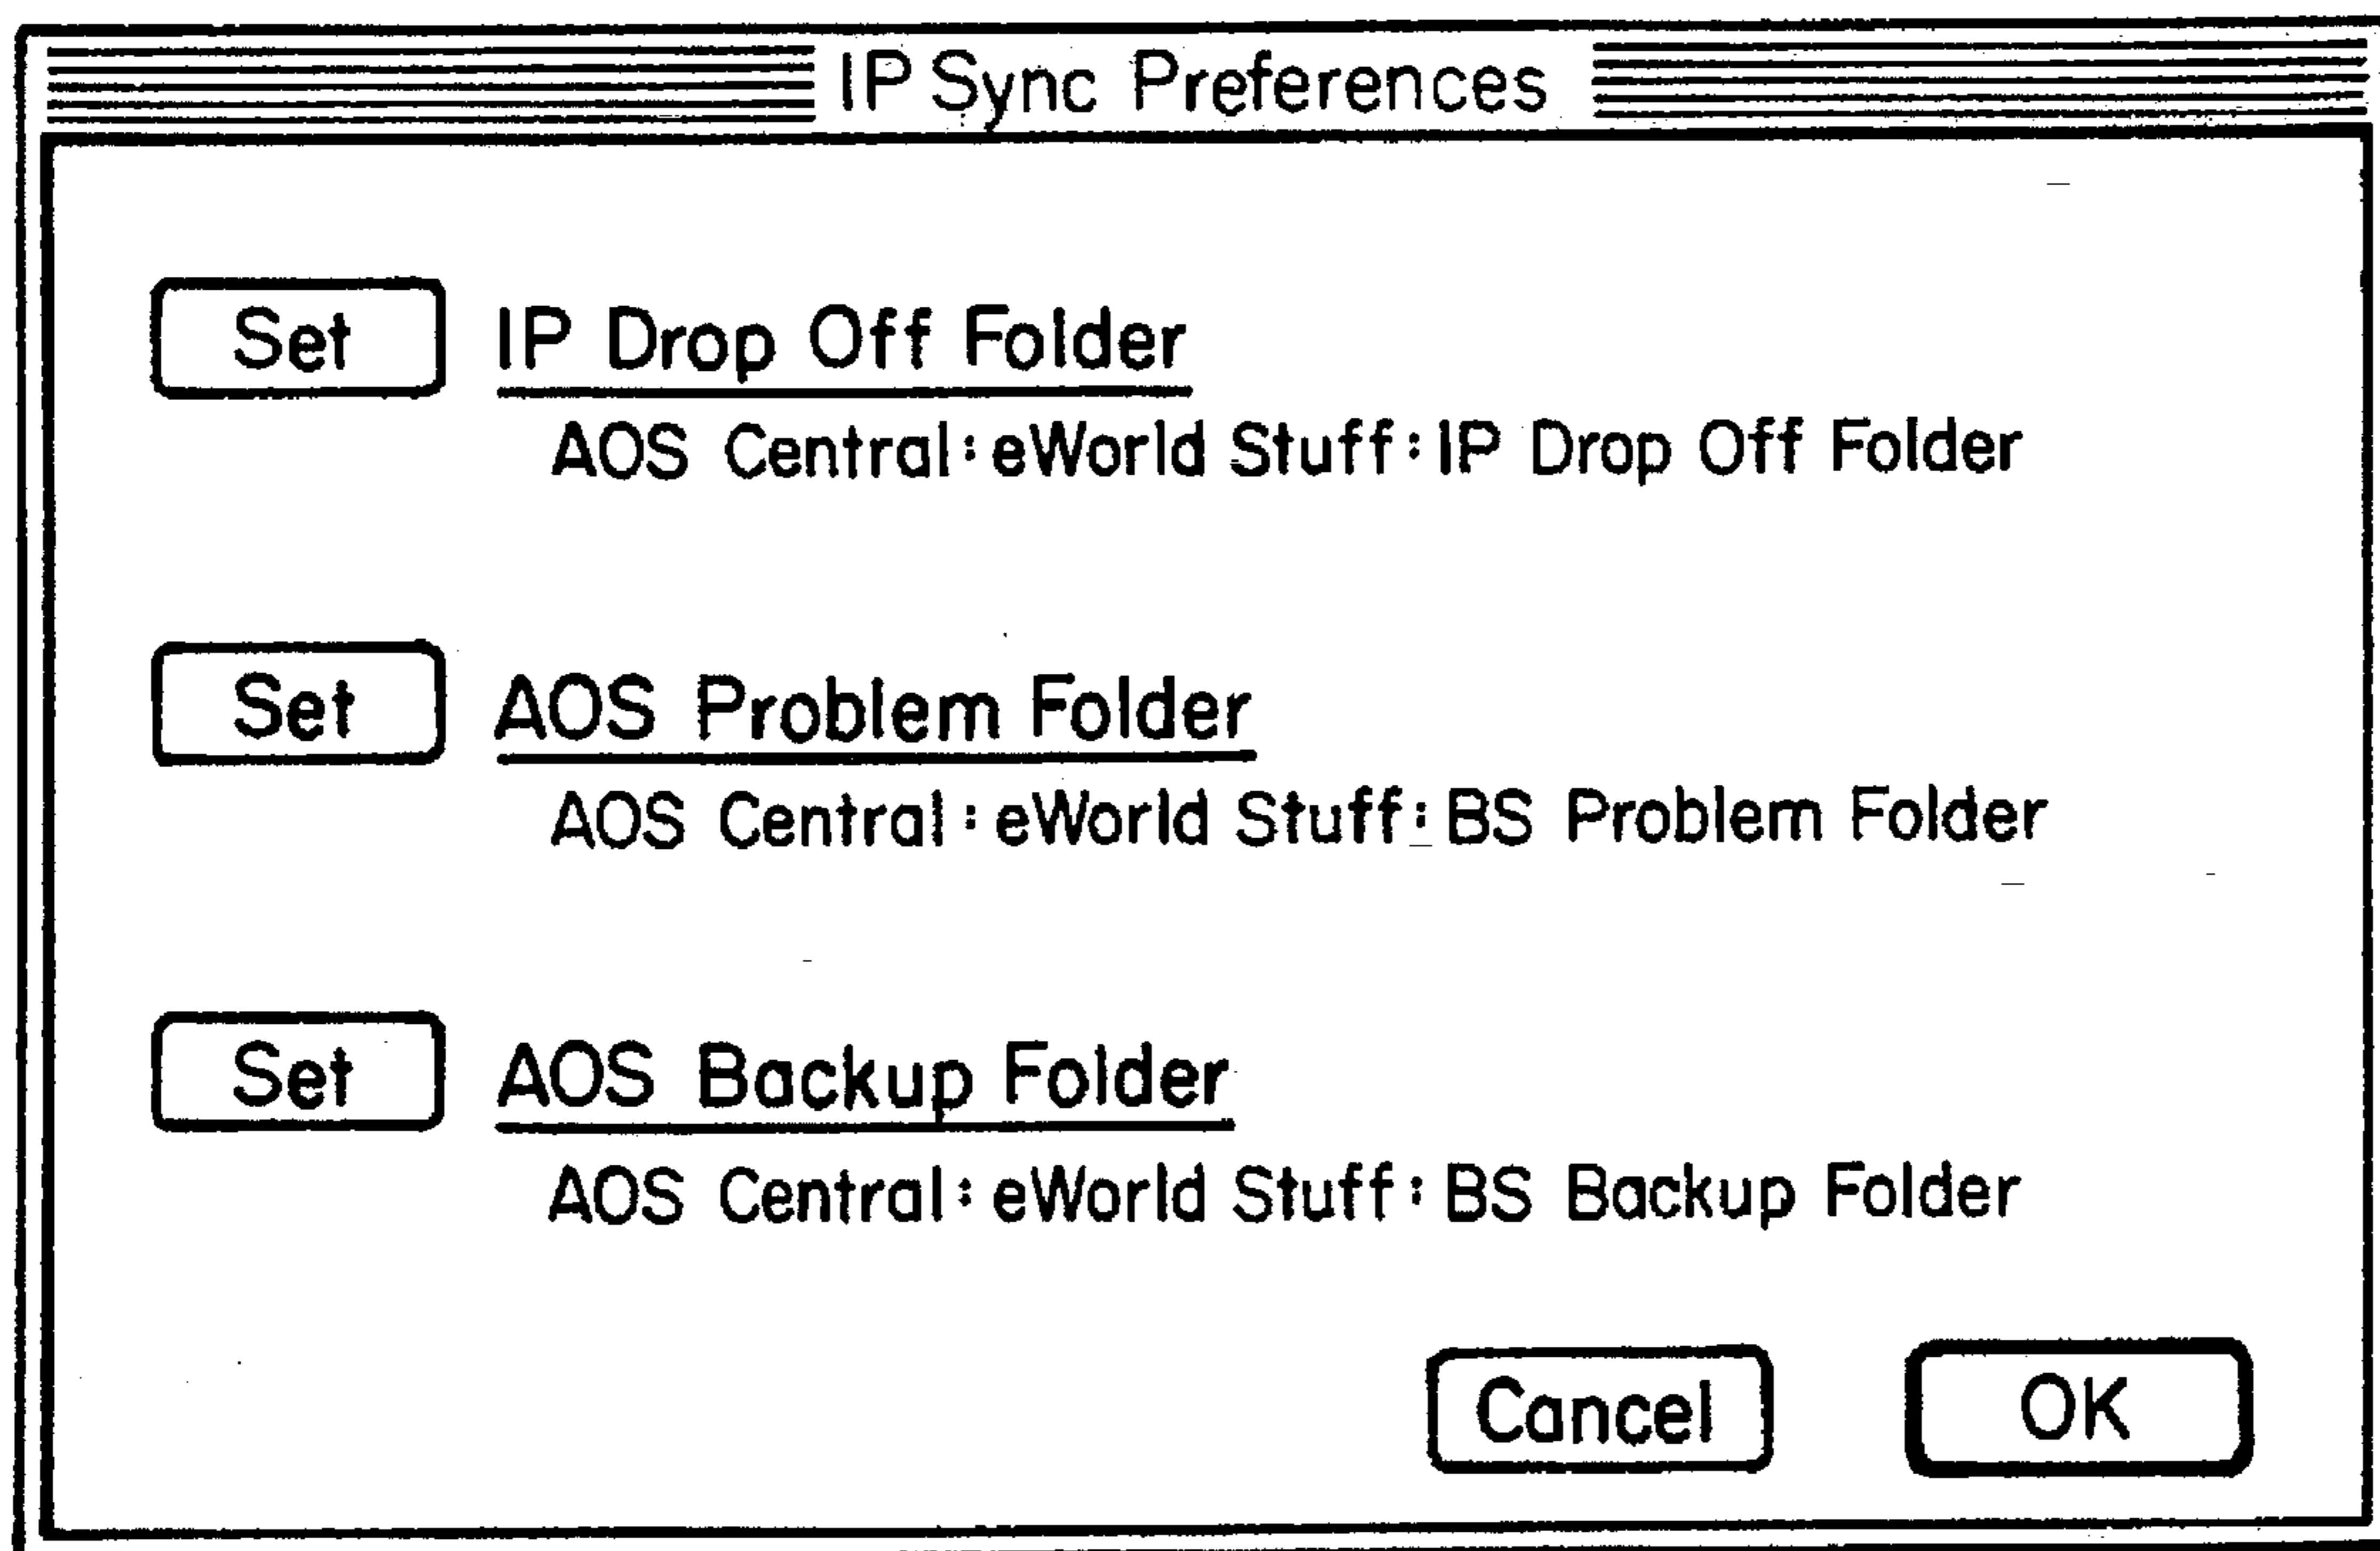 IP Sync Preferences
Set IP Drop Off Folder
AOS Central: eWorld Stuff: IP Drop Off Folder
Set AOS Problem Folder
AOS Central: eWorld Stuff: BS Problem Folder
Set AOS Backup Folder
AOS Central: eWorld Stuff: BS Backup Folder
Cancel OK